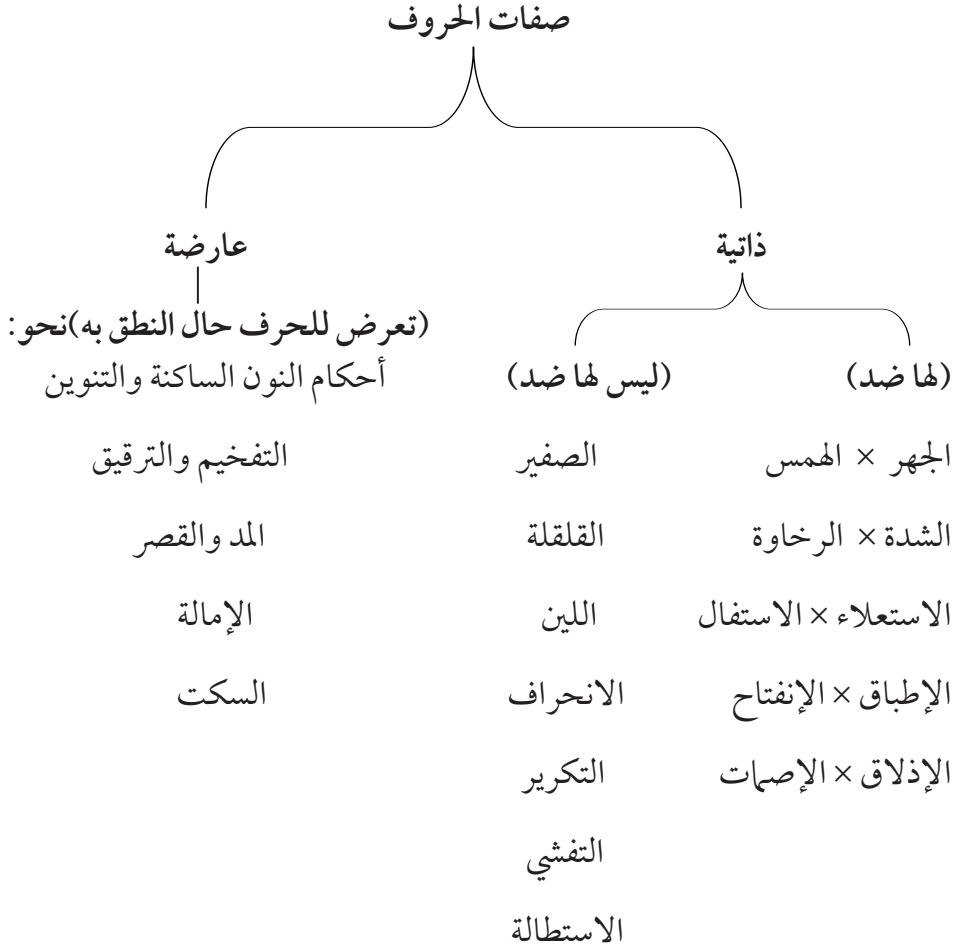 صفات الحروف
ذاتية
عارضة
(تعرض للحرف حال النطق به)نحو:
(لها ضد)
(ليس لها ضد)
أحكام النون الساكنة والتنوين
الجهر × الهمس
الصفير
التفخيم والترقيق
الشدة × الرخاوة
القلقلة
المد والقصر
الاستعلاء × الاستفال
اللين
الإمالة
الإطباق × الإنفتاح
الانحراف
السكت
الإذلاق × الإصمات
التكرير
التفشي
الاستطالة